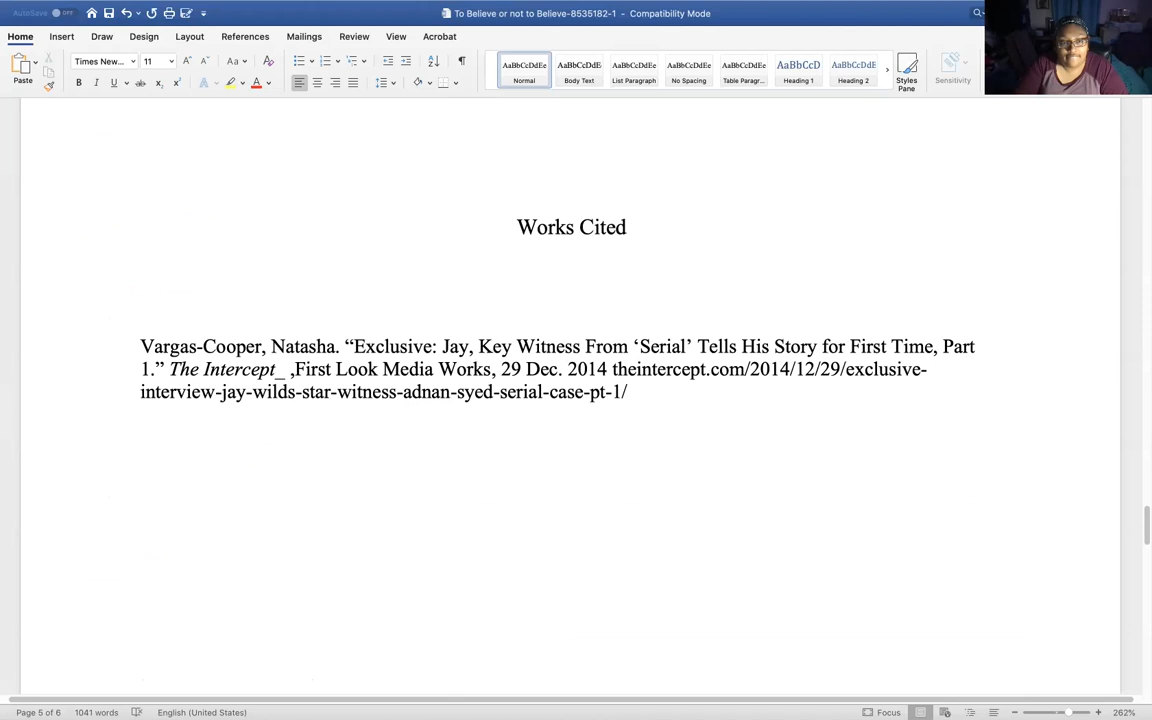 AutoSave OFF To Believe or not to Believe-8535182-1 - Compatibility Mode
Home Insert Draw Design Layout References Mailings Review View Acrobat
Paste Times New... 11 Aa
AaBbCcDdEe AaBbCcDdEe AaBbCcDdEe AaBbCcDdEe AaBbCcDdEe AaBbCcD AaBbCcDdE
Normal Body Text List Paragraph No Spacing Table Paragr... Heading 1 Heading 2 Styles Pane Sensitivity
Works Cited
Vargas-Cooper, Natasha. “Exclusive: Jay, Key Witness From ‘Serial’ Tells His Story for First Time, Part
1.” The Intercept_ ,First Look Media Works, 29 Dec. 2014 theintercept.com/2014/12/29/exclusive-
interview-jay-wilds-star-witness-adnan-syed-serial-case-pt-1/
Page 5 of 6 1041 words English (United States) Focus 262%